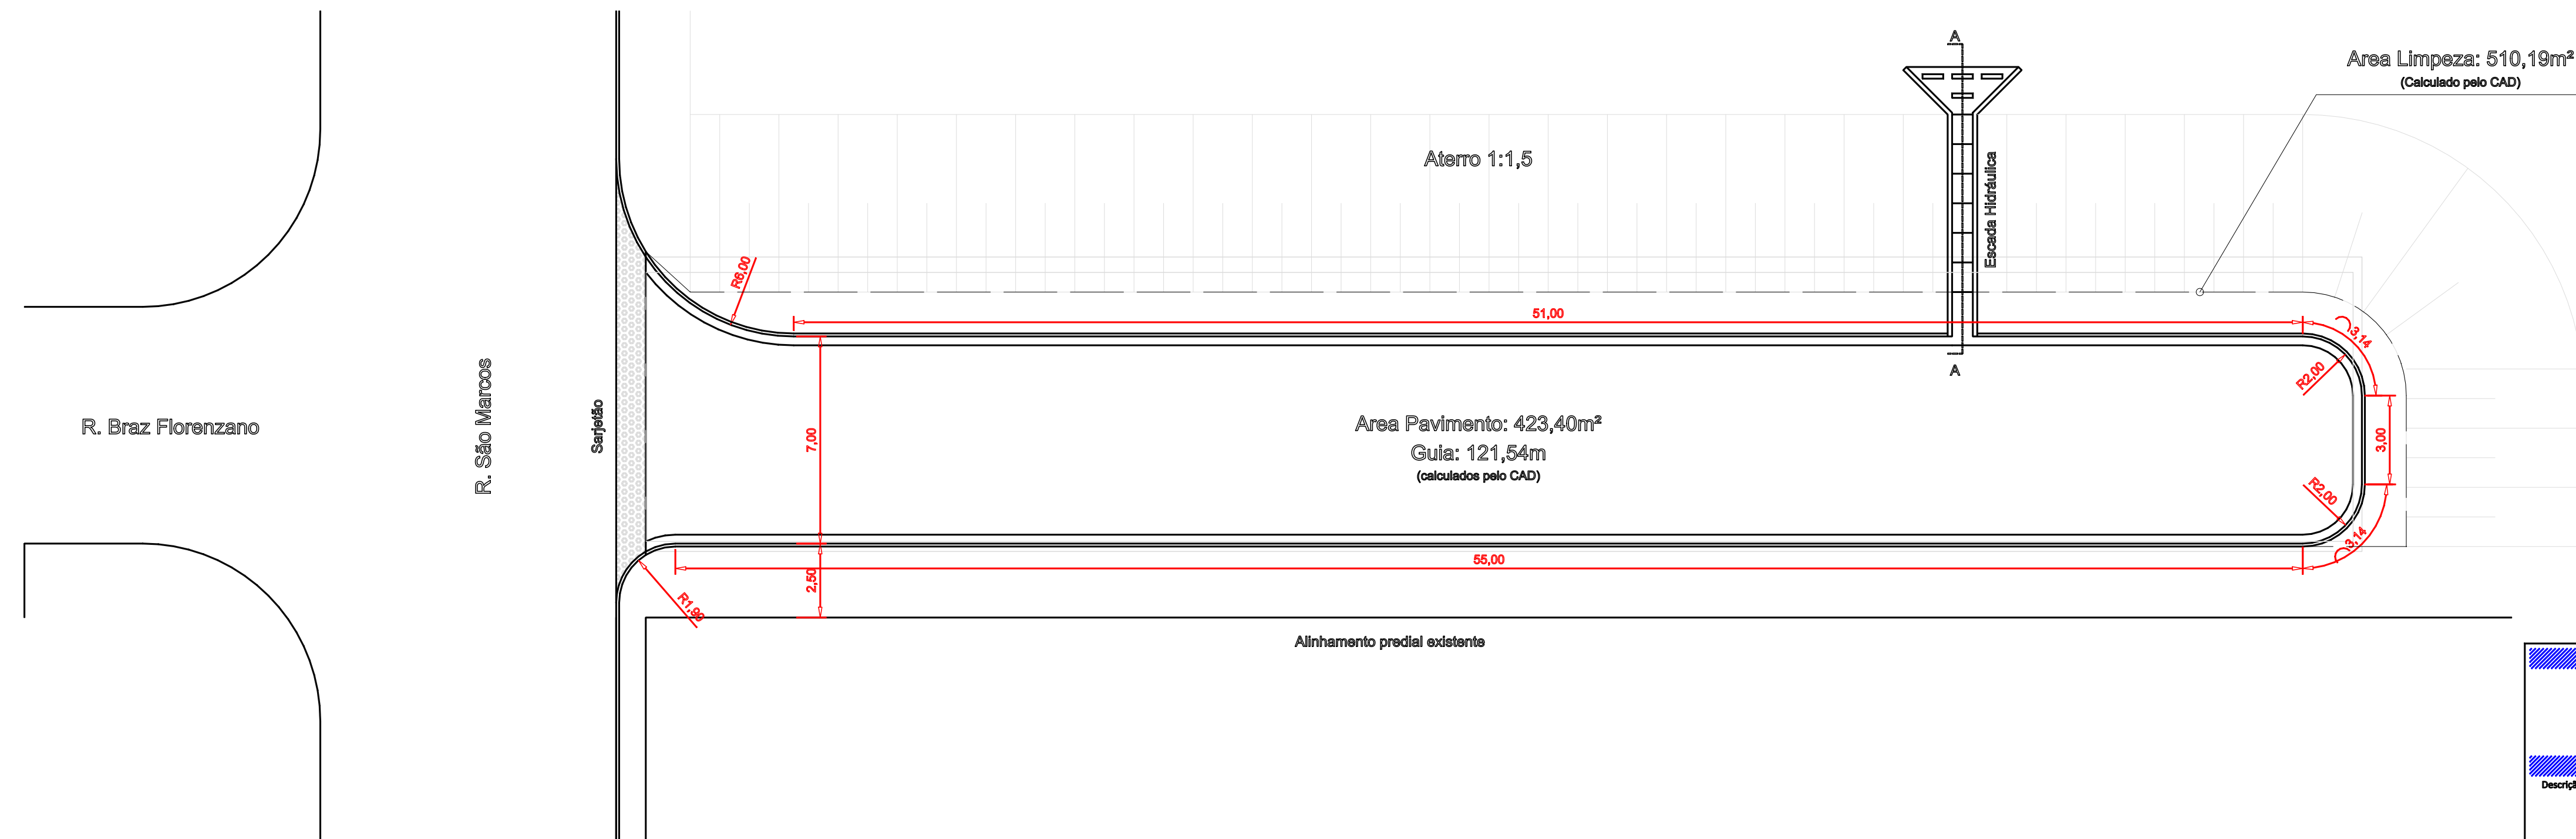 A
Area Limpeza: 510,19m²
(Calculado pelo CAD)
Aterro 1:1,5
Escada Hidráulica
R6,00
51,00
3,14
R2,00
A
R. São Marcos
Sarjetão
R. Braz Florenzano
7,00
Area Pavimento: 423,40m²
Guia: 121,54m
(calculados pelo CAD)
3,00
R2,00
3,14
55,00
2,50
Alinhamento predial existente